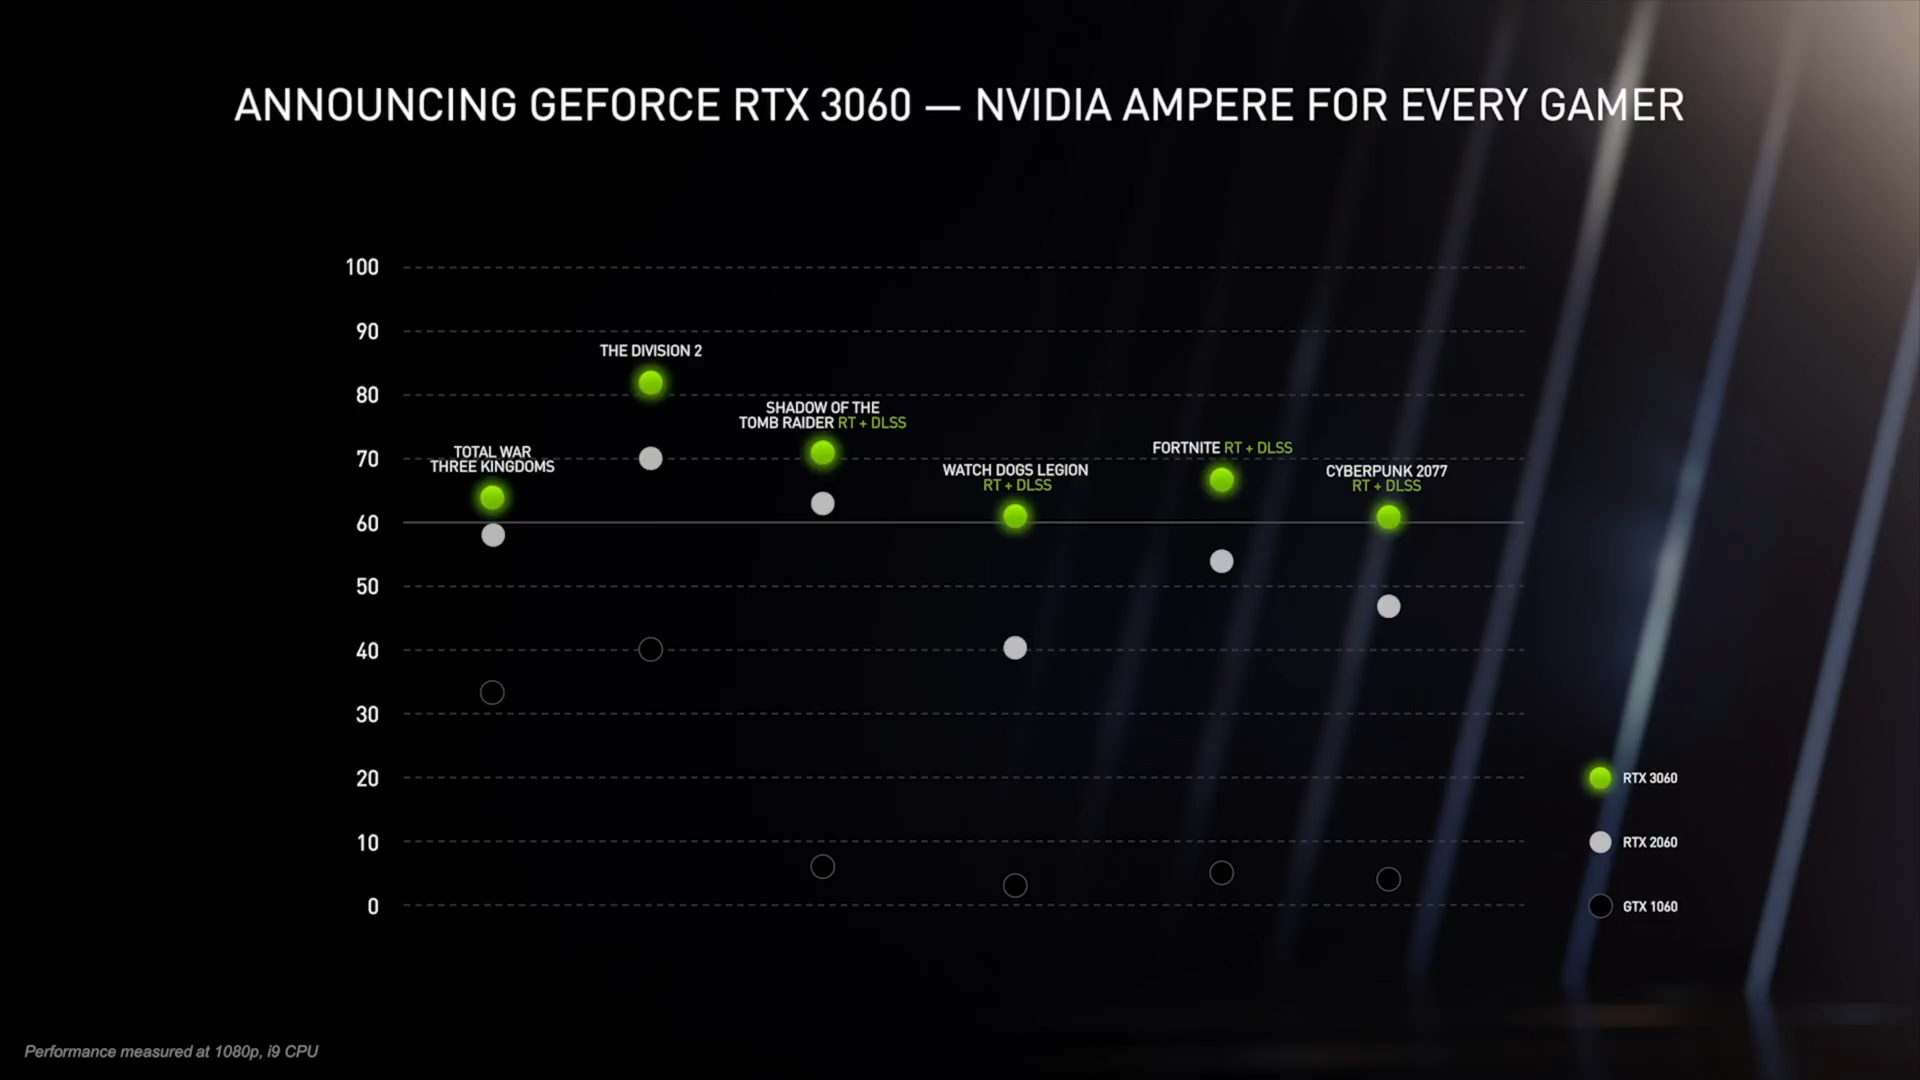 ANNOUNCING GEFORCE RTX 3060 — NVIDIA AMPERE FOR EVERY GAMER
100
90
THE DIVISION 2
80
SHADOW OF THE
TOMB RAIDER RT + DLSS
70
TOTAL WAR
THREE KINGDOMS
WATCH DOGS LEGION
RT + DLSS
FORTNITE RT + DLSS
CYBERPUNK 2077
RT + DLSS
60
50
40
30
20
10
0
RTX 3060
RTX 2060
GTX 1060
Performance measured at 1080p, i9 CPU